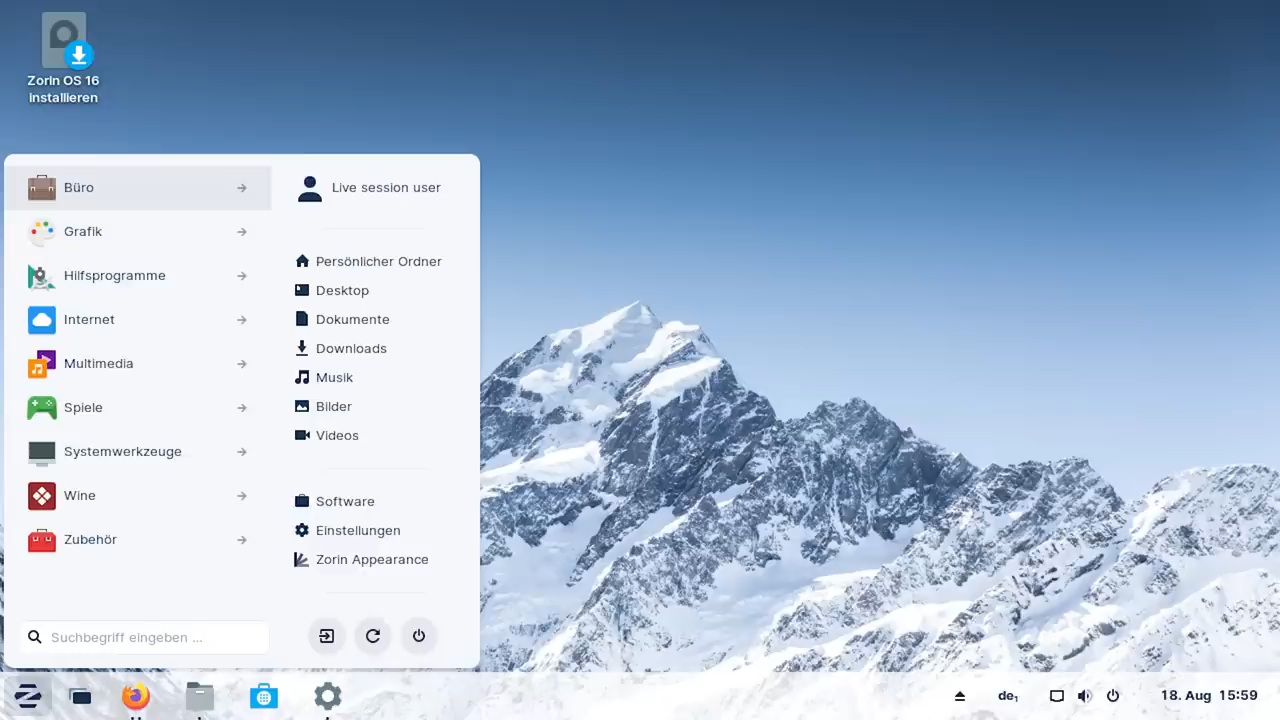 Zorin OS 16
installieren
Büro
Grafik
Hilfsprogramme
Internet
Multimedia
Spiele
Systemwerkzeuge
Wine
Zubehör
Suchbegriff eingeben ...
Live session user
Persönlicher Ordner
Desktop
Dokumente
Downloads
Musik
Bilder
Videos
Software
Einstellungen
Zorin Appearance
de₁
18. Aug 15:59